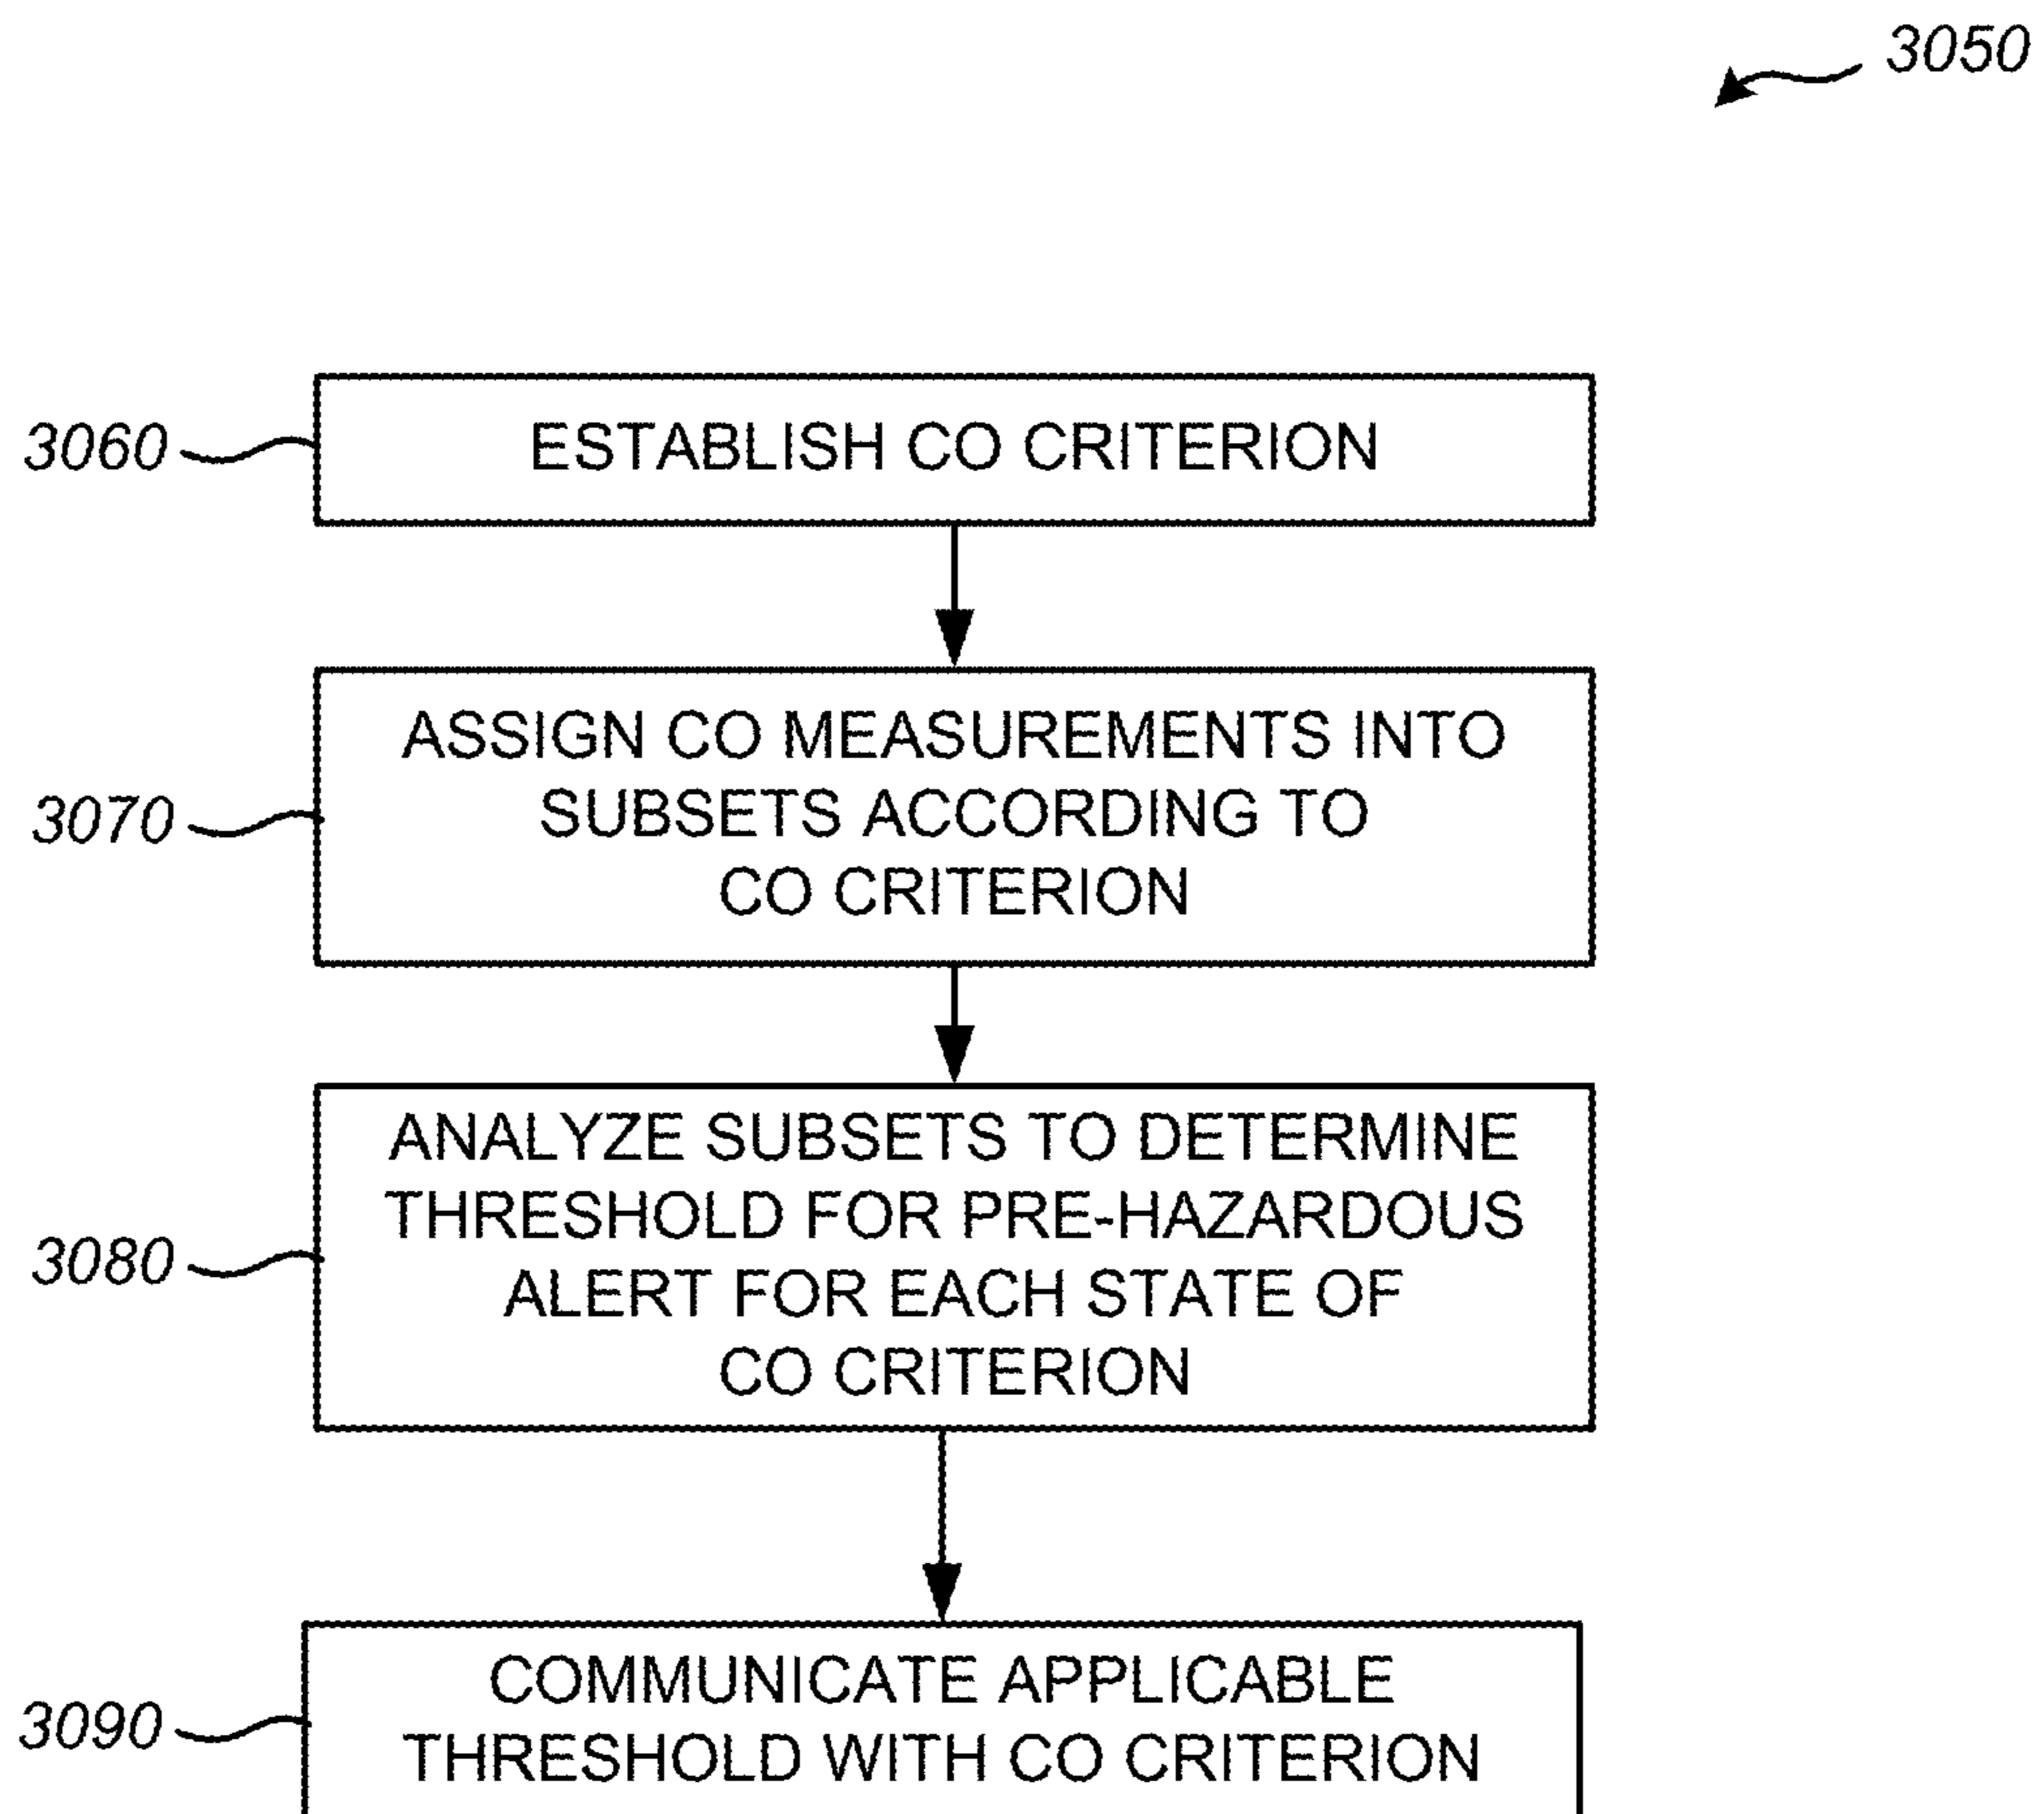 3050
3060
ESTABLISH CO CRITERION
3070
ASSIGN CO MEASUREMENTS INTO
SUBSETS ACCORDING TO
CO CRITERION
3080
ANALYZE SUBSETS TO DETERMINE
THRESHOLD FOR PRE-HAZARDOUS
ALERT FOR EACH STATE OF
CO CRITERION
3090
COMMUNICATE APPLICABLE
THRESHOLD WITH CO CRITERION